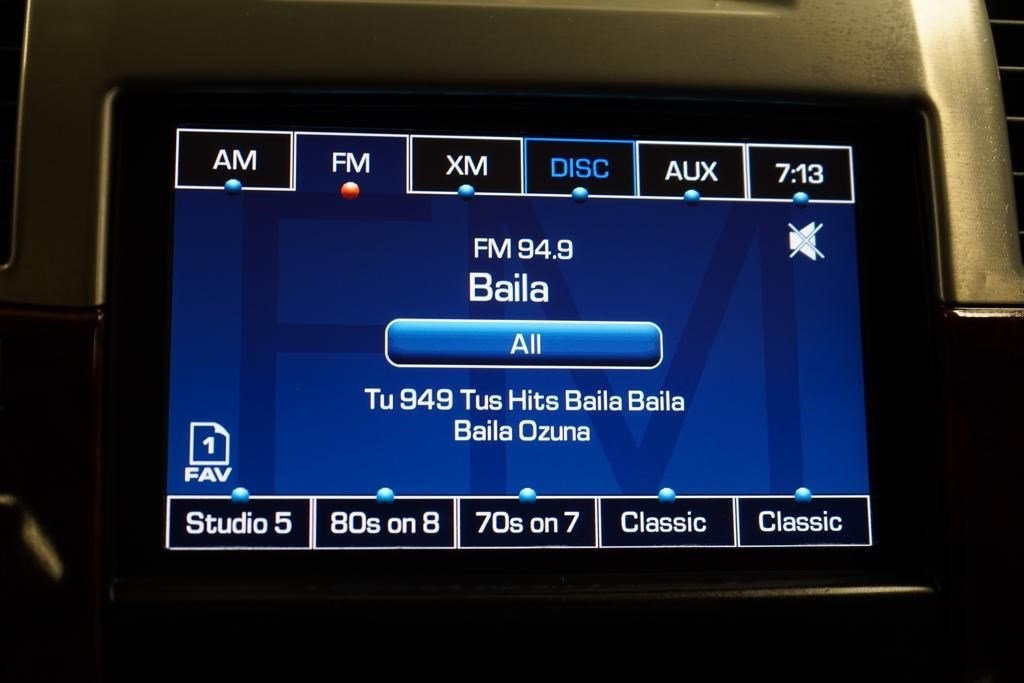 AM FM XM DISC AUX 7:13
FM 94.9
Baila
All
Tu 949 Tus Hits Baila Baila
Baila Ozuna
1
FAV
Studio 5 80s on 8 70s on 7 Classic Classic